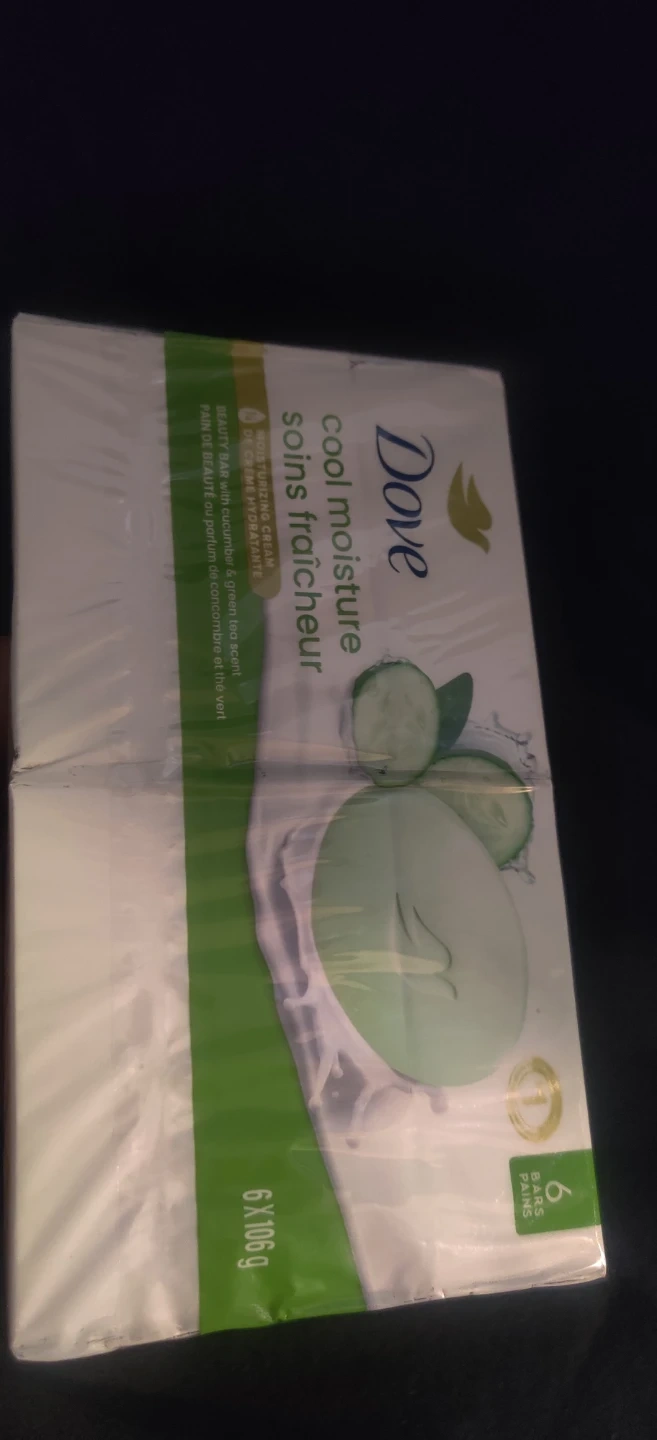 Dove
cool moisture
soins fraîcheur
MOISTURIZING CREAM
DE CRÈME HYDRATANTE
BEAUTY BAR with cucumber & green tea scent
PAIN DE BEAUTÉ au parfum de concombre et thé vert
6
BARS
PAINS
6 X 106 g